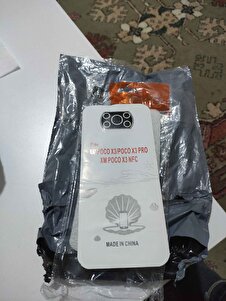 POCO X3/POCO X3 PRO
XM POCO X3 NFC
MADE IN CHINA